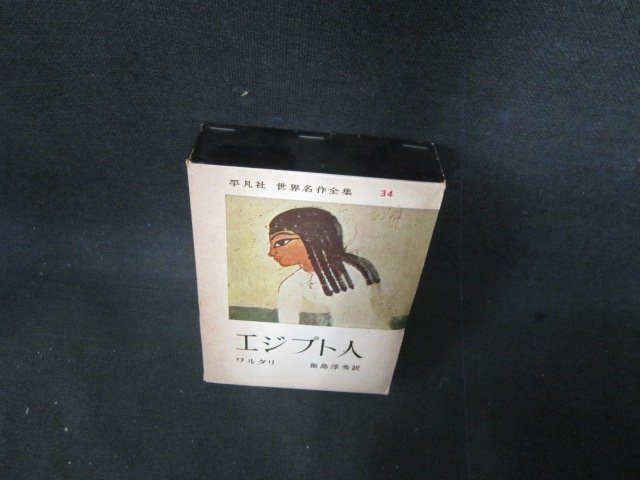 平凡社 世界名作全集 34
エジプト人
ワルタリ 飯島淳秀訳